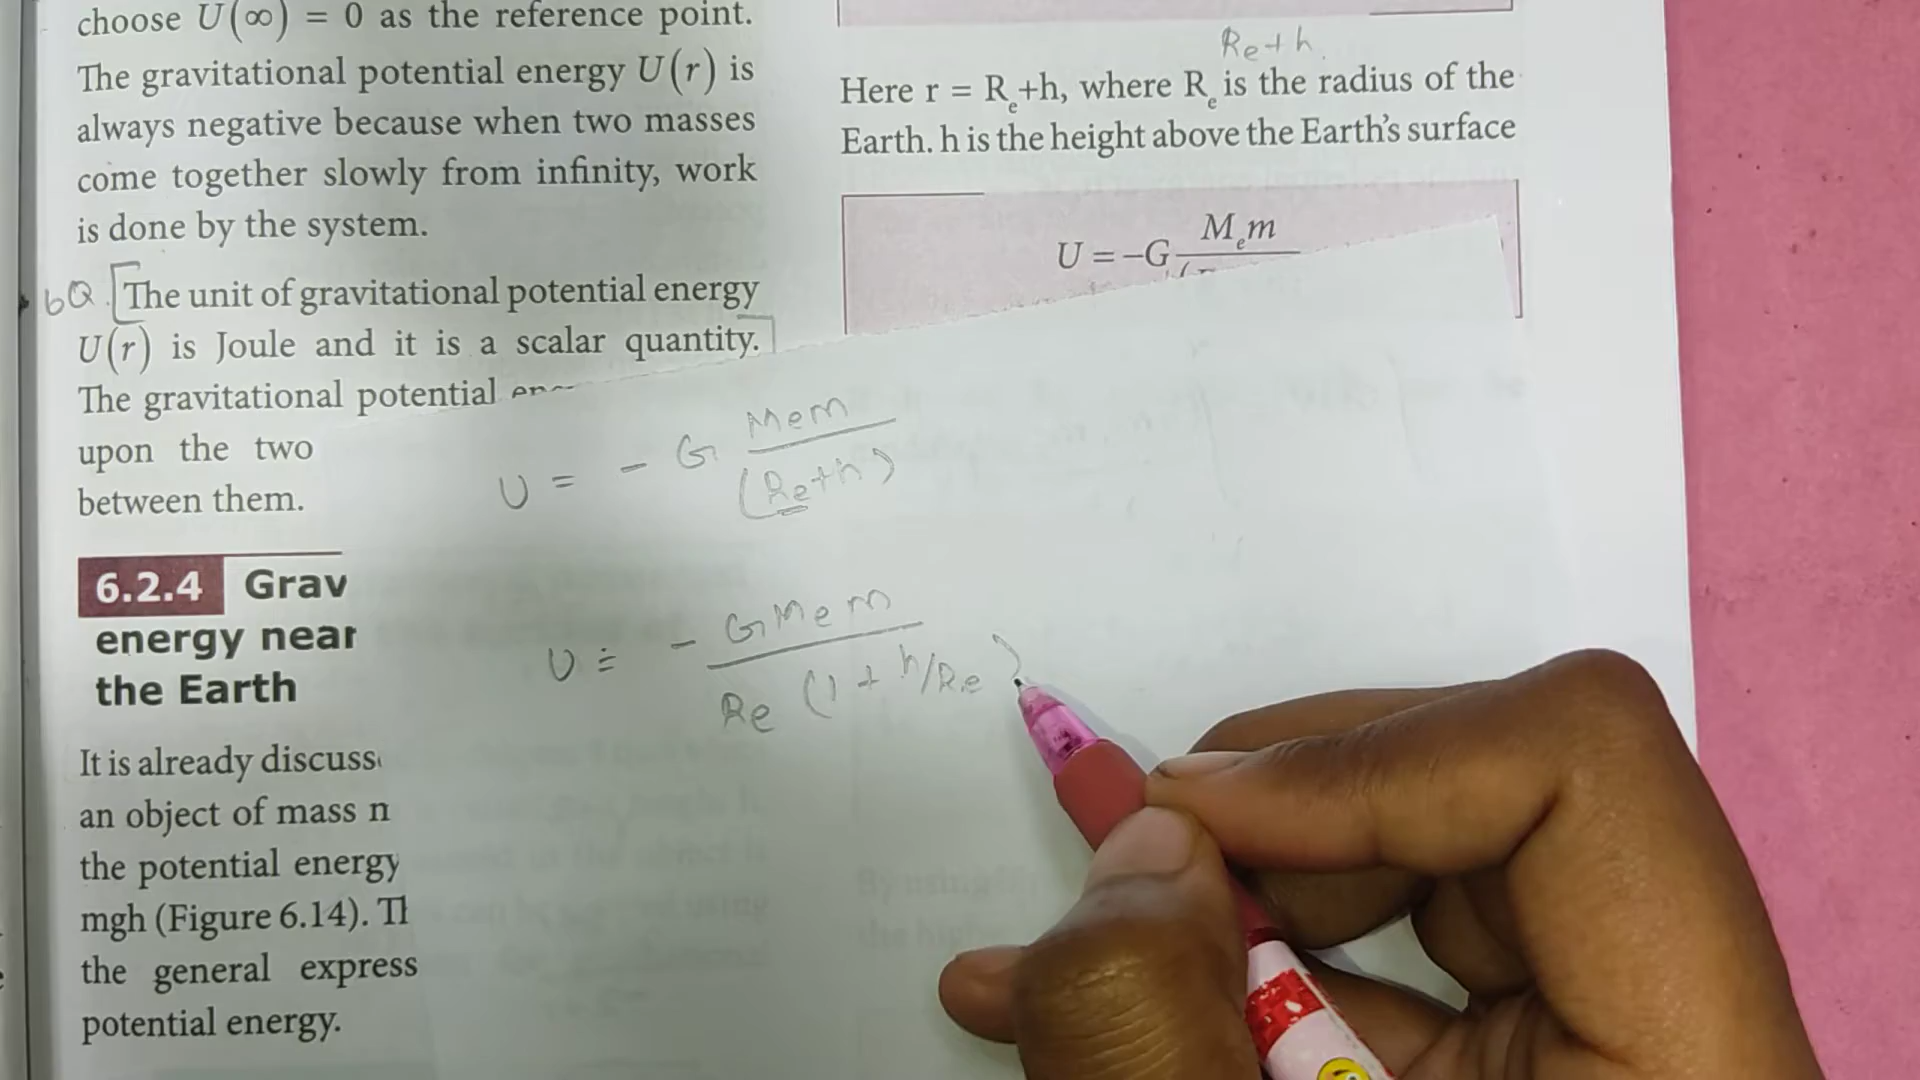 choose U(∞) = 0 as the reference point.
The gravitational potential energy U(r) is
always negative because when two masses
come together slowly from infinity, work
is done by the system.
bQ. [The unit of gravitational potential energy
U(r) is Joule and it is a scalar quantity.]
The gravitational potential
upon the two
between them.
6.2.4 Grav
energy near
the Earth
It is already discuss
an object of mass
the potential energy
mgh (Figure 6.14).
the general express
potential energy.
Re+h
Here r = Re+h, where Re is the radius of the
Earth. h is the height above the Earth's surface
U = –G Mem
U = - G Mem
(Re+h)
U = - GMem
Re (1 + h/Re)